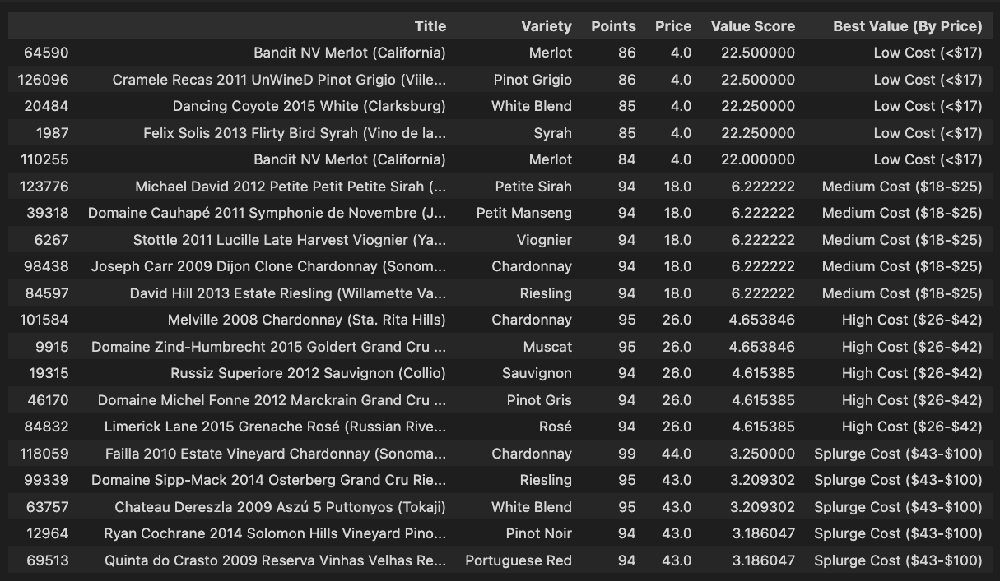 Title Variety Points Price Value Score Best Value (By Price)
64590 Bandit NV Merlot (California) Merlot 86 4.0 22.500000 Low Cost (<$17)
126096 Cramele Recas 2011 UnWineD Pinot Grigio (Viile... Pinot Grigio 86 4.0 22.500000 Low Cost (<$17)
20484 Dancing Coyote 2015 White (Clarksburg) White Blend 85 4.0 22.250000 Low Cost (<$17)
1987 Felix Solis 2013 Flirty Bird Syrah (Vino de la... Syrah 85 4.0 22.250000 Low Cost (<$17)
110255 Bandit NV Merlot (California) Merlot 84 4.0 22.000000 Low Cost (<$17)
123776 Michael David 2012 Petite Petit Petite Sirah (... Petite Sirah 94 18.0 6.222222 Medium Cost ($18-$25)
39318 Domaine Cauhapé 2011 Symphonie de Novembre (J... Petit Manseng 94 18.0 6.222222 Medium Cost ($18-$25)
6267 Stottle 2011 Lucille Late Harvest Viognier (Ya... Viognier 94 18.0 6.222222 Medium Cost ($18-$25)
98438 Joseph Carr 2009 Dijon Clone Chardonnay (Sonom... Chardonnay 94 18.0 6.222222 Medium Cost ($18-$25)
84597 David Hill 2013 Estate Riesling (Willamette Va... Riesling 94 18.0 6.222222 Medium Cost ($18-$25)
101584 Melville 2008 Chardonnay (Sta. Rita Hills) Chardonnay 95 26.0 4.653846 High Cost ($26-$42)
9915 Domaine Zind-Humbrecht 2015 Goldert Grand Cru ... Muscat 95 26.0 4.653846 High Cost ($26-$42)
19315 Russiz Superiore 2012 Sauvignon (Collio) Sauvignon 94 26.0 4.615385 High Cost ($26-$42)
46170 Domaine Michel Fonne 2012 Marckrain Grand Cru ... Pinot Gris 94 26.0 4.615385 High Cost ($26-$42)
84832 Limerick Lane 2015 Grenache Rosé (Russian Rive... Rosé 94 26.0 4.615385 High Cost ($26-$42)
118059 Failla 2010 Estate Vineyard Chardonnay (Sonoma... Chardonnay 99 44.0 3.250000 Splurge Cost ($43-$100)
99339 Domaine Sipp-Mack 2014 Osterberg Grand Cru Rie... Riesling 95 43.0 3.209302 Splurge Cost ($43-$100)
63757 Chateau Dereszla 2009 Aszú 5 Puttonyos (Tokaji) White Blend 95 43.0 3.209302 Splurge Cost ($43-$100)
12964 Ryan Cochrane 2014 Solomon Hills Vineyard Pino... Pinot Noir 94 43.0 3.186047 Splurge Cost ($43-$100)
69513 Quinta do Crasto 2009 Reserva Vinhas Velhas Re... Portuguese Red 94 43.0 3.186047 Splurge Cost ($43-$100)